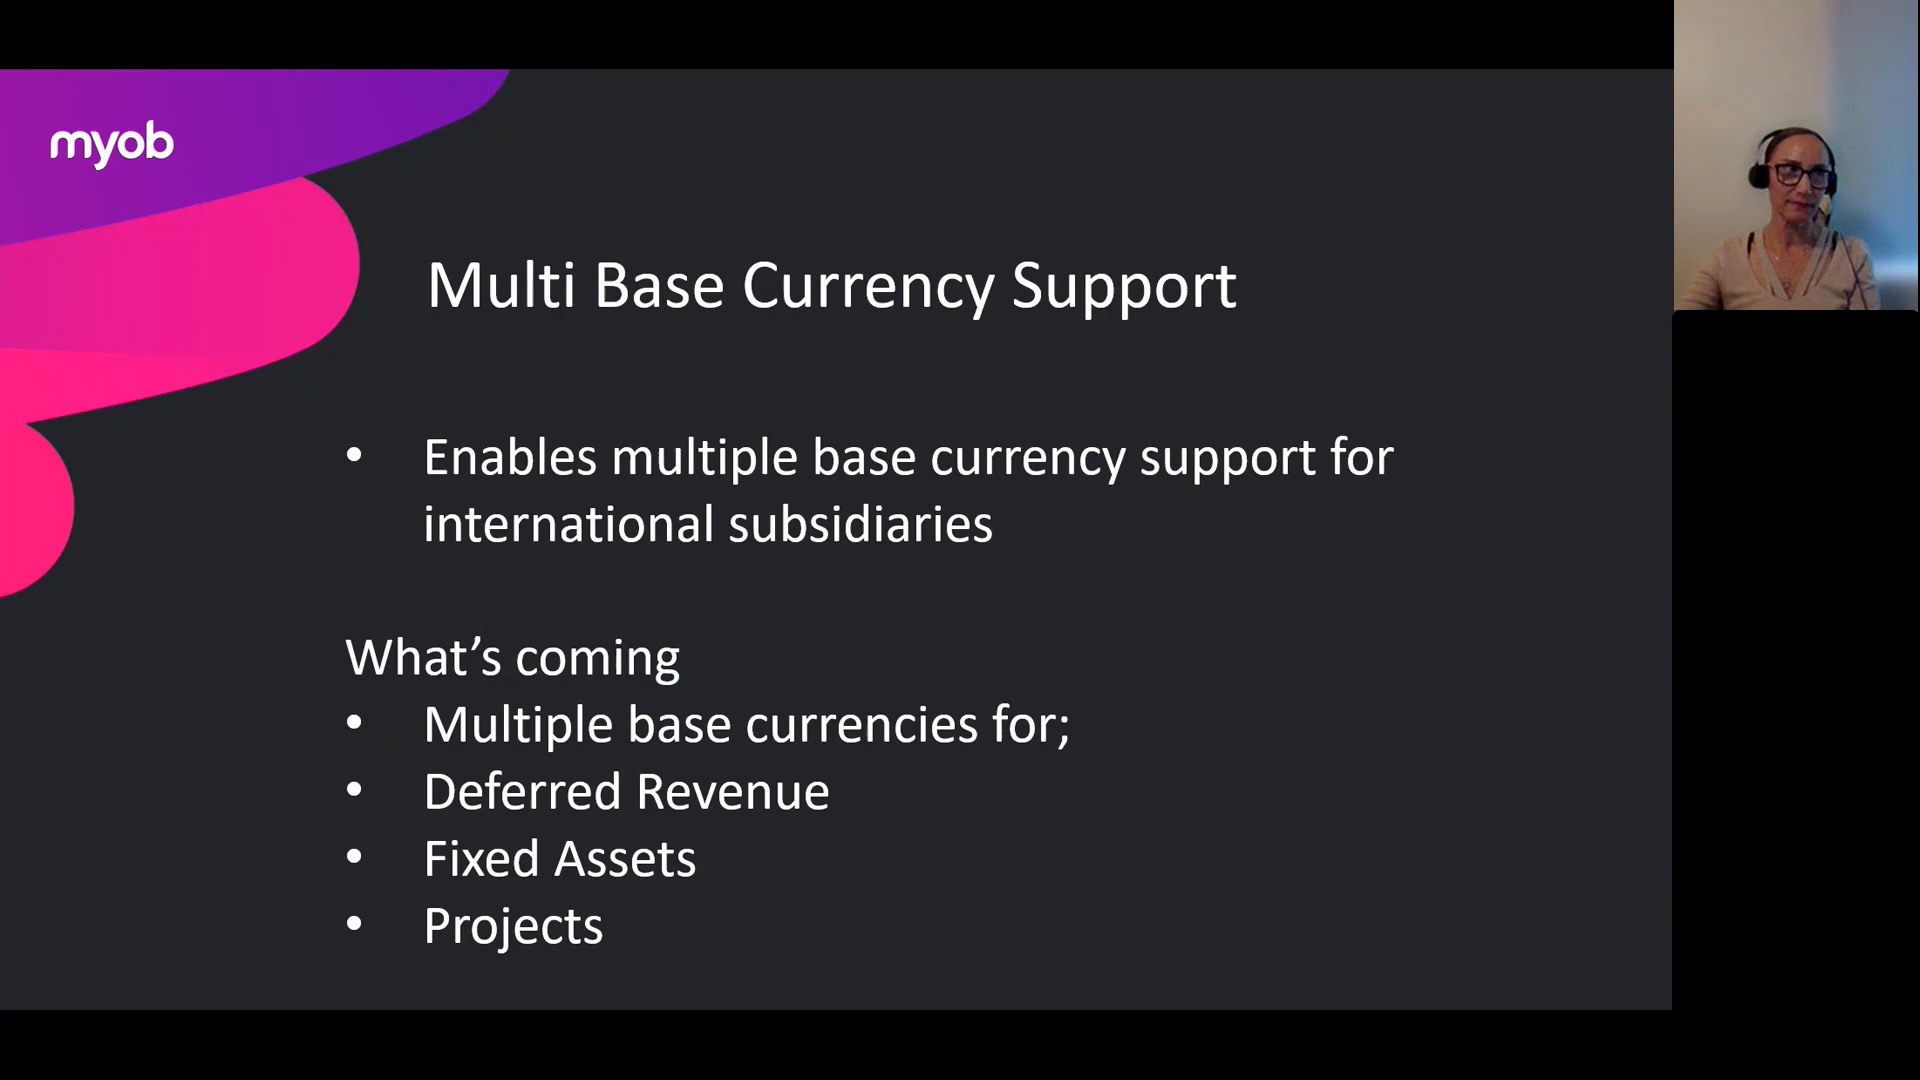 myob
Multi Base Currency Support
• Enables multiple base currency support for
international subsidiaries
What’s coming
• Multiple base currencies for;
• Deferred Revenue
• Fixed Assets
• Projects